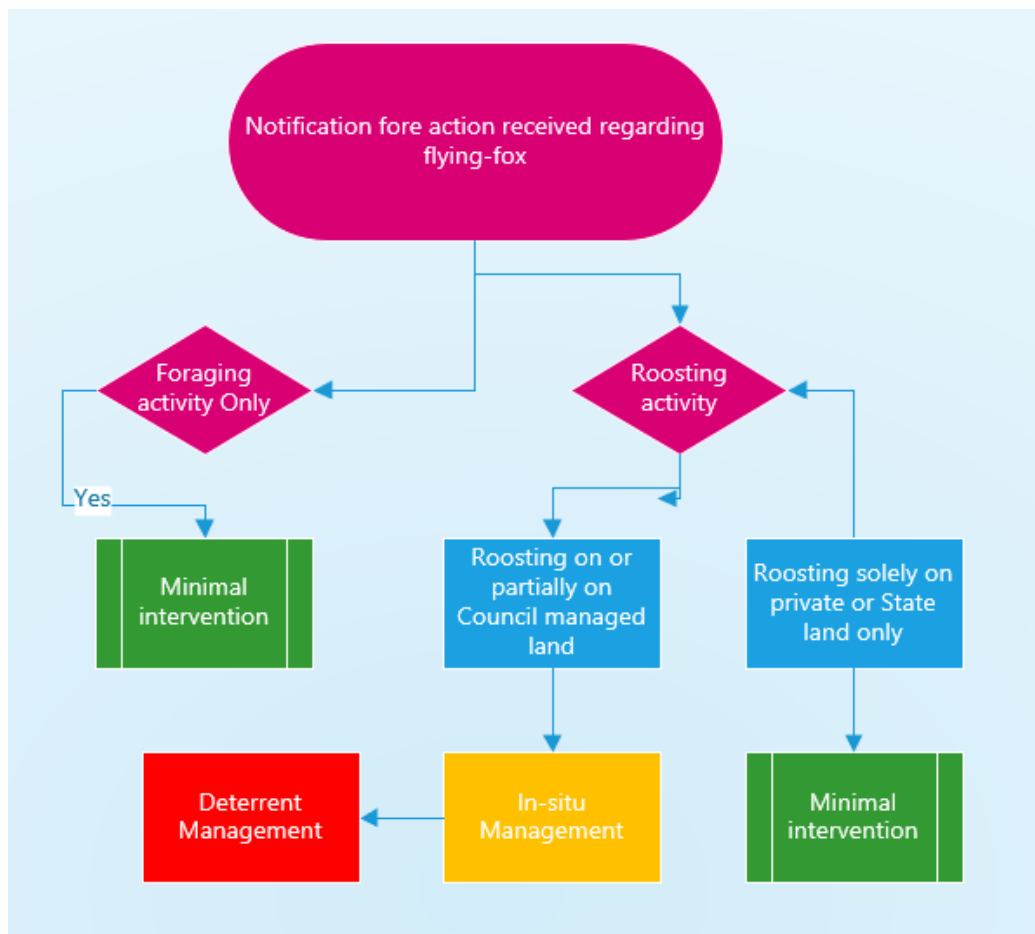 Notification fore action received regarding
flying-fox
Foraging
activity Only
Roosting
activity
Yes
Minimal
intervention
Roosting on or
partially on
Council managed
land
Roosting solely on
private or State
land only
Deterrent
Management
In-situ
Management
Minimal
intervention